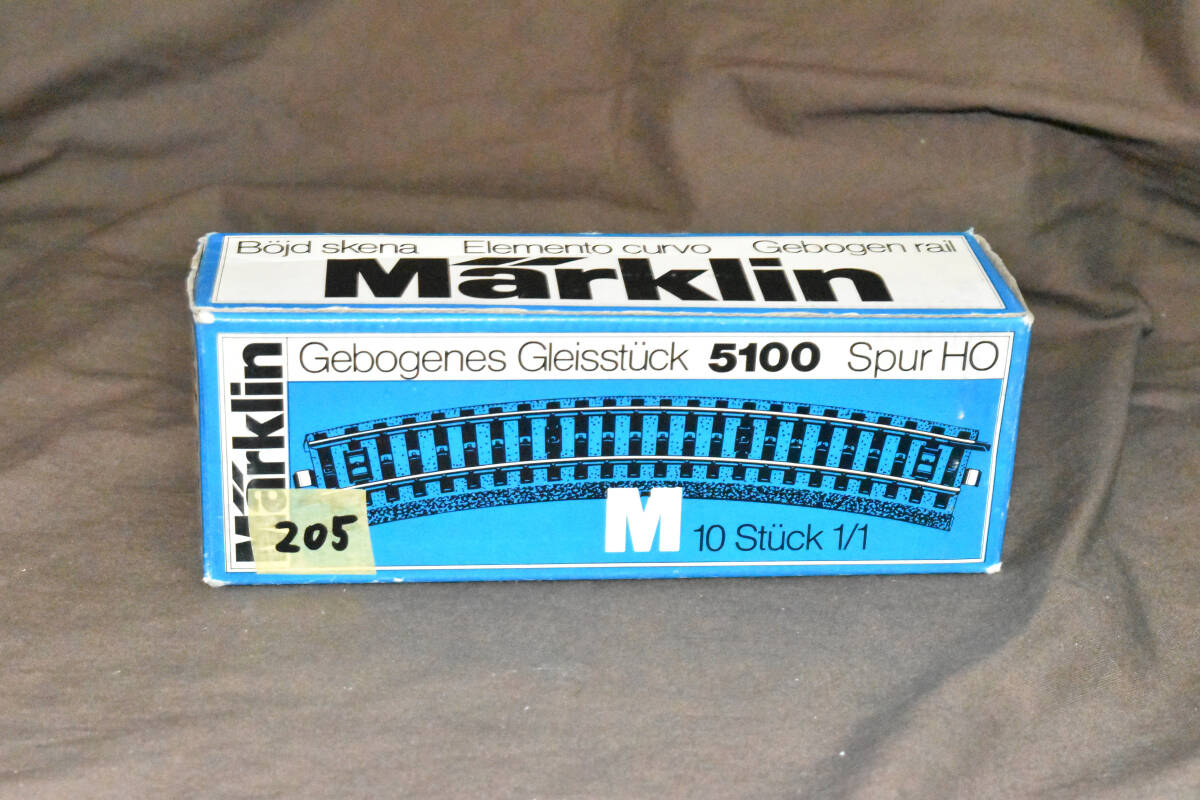 Böjd skena Elemento curvo Gebogen rail
Märklin
Märklin
Gebogenes Gleisstück 5100 Spur HO
M 10 Stück 1/1
205